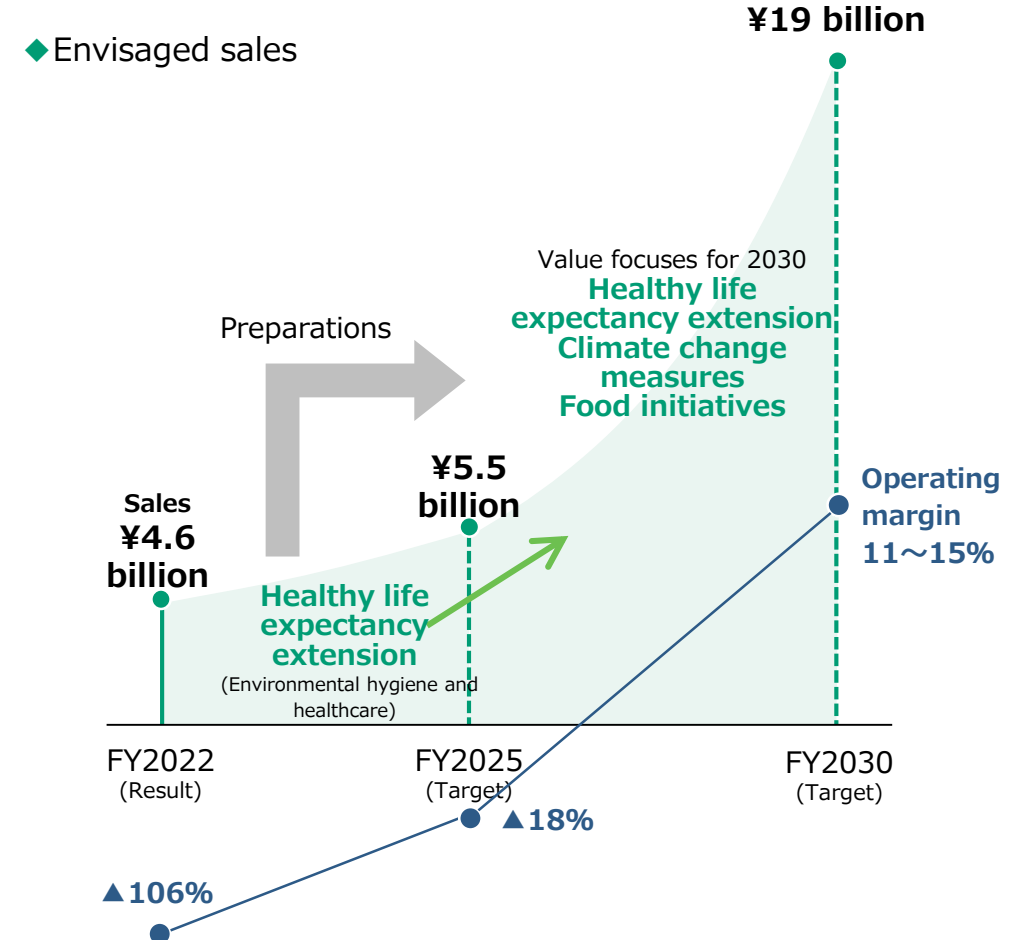 ◆Envisaged sales
¥19 billion
Value focuses for 2030
Healthy life
expectancy extension
Climate change
measures
Food initiatives
Preparations
¥5.5
billion
Sales
¥4.6
billion
Operating
margin
11～15%
Healthy life
expectancy
extension
(Environmental hygiene and
healthcare)
FY2022
(Result)
FY2025
(Target)
FY2030
(Target)
▲18%
▲106%